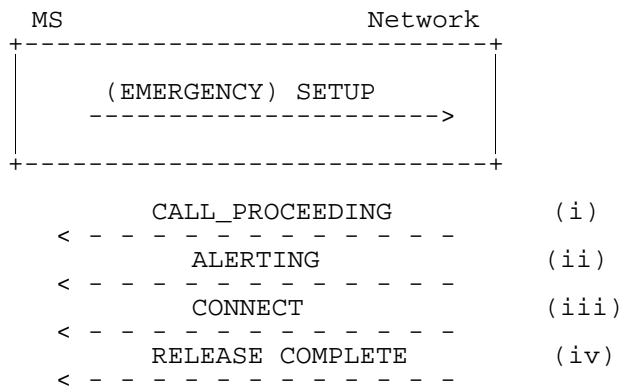 MS Network
(EMERGENCY) SETUP
CALL_PROCEEDING (i)
ALERTING (ii)
CONNECT (iii)
RELEASE COMPLETE (iv)